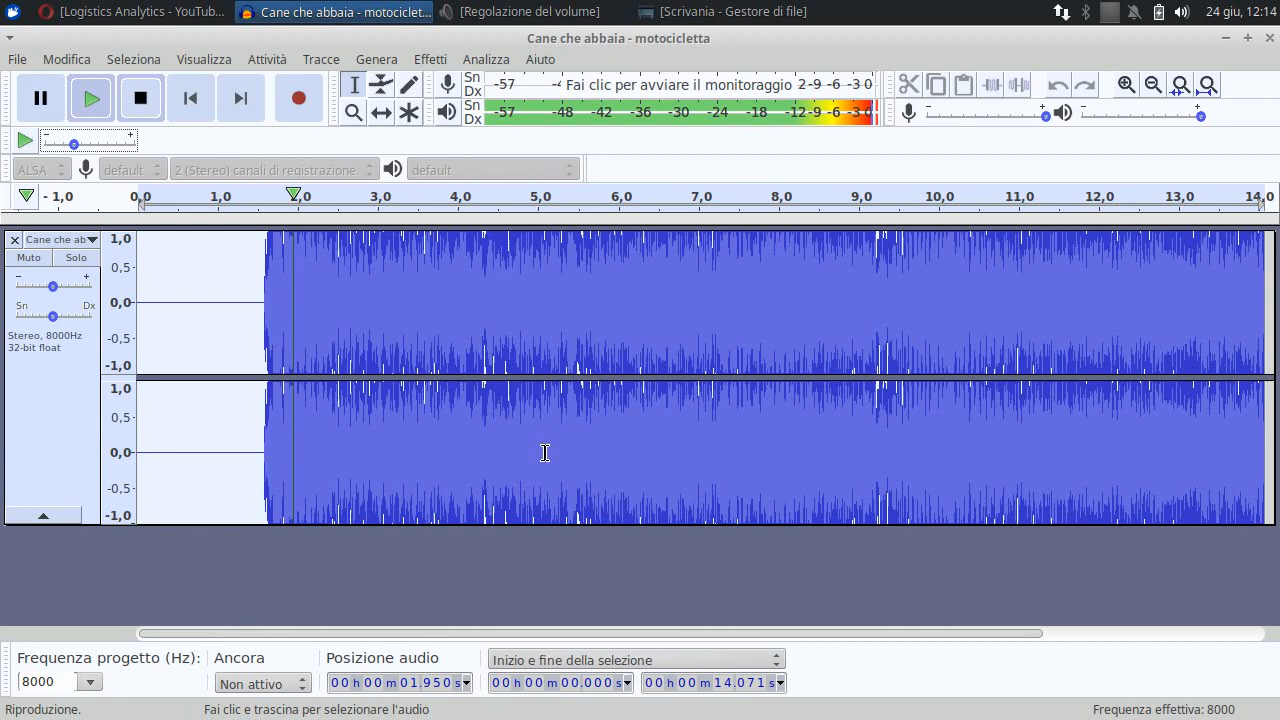 [Logistics Analytics - YouTub... Cane che abbaia - motociclet... [Regolazione del volume] [Scrivania - Gestore di file] 24 giu, 12:14
Cane che abbaia - motocicletta
File Modifica Seleziona Visualizza Attività Tracce Genera Effetti Analizza Aiuto
Sn
Dx
-57 -4 Fai clic per avviare il monitoraggio 2 -9 -6 -3 0
Sn
Dx
-57 -48 -42 -36 -30 -24 -18 -12 -9 -6 -3 0
ALSA default 2 (Stereo) canali di registrazione default
- 1,0 0,0 1,0 2,0 3,0 4,0 5,0 6,0 7,0 8,0 9,0 10,0 11,0 12,0 13,0 14,0
Cane che ab
Muto Solo
- +
Sn Dx
Stereo, 8000Hz
32-bit float
1,0
0,5
0,0
-0,5
-1,0
1,0
0,5
0,0
-0,5
-1,0
Frequenza progetto (Hz): Ancora Posizione audio Inizio e fine della selezione
8000 Non attivo 00 h 00 m 01.950 s 00 h 00 m 00.000 s 00 h 00 m 14.071 s
Riproduzione. Fai clic e trascina per selezionare l'audio Frequenza effettiva: 8000